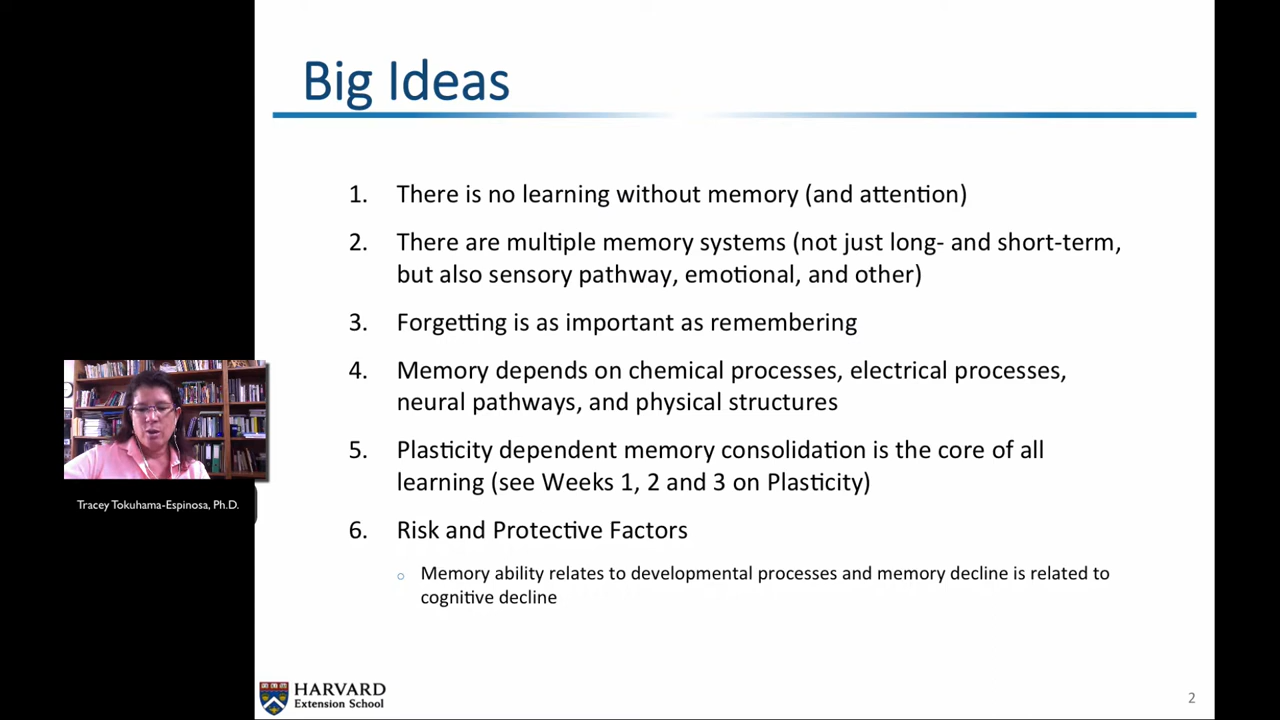 Big Ideas
1. There is no learning without memory (and attention)
2. There are multiple memory systems (not just long- and short-term,
but also sensory pathway, emotional, and other)
3. Forgetting is as important as remembering
4. Memory depends on chemical processes, electrical processes,
neural pathways, and physical structures
5. Plasticity dependent memory consolidation is the core of all
learning (see Weeks 1, 2 and 3 on Plasticity)
6. Risk and Protective Factors
Memory ability relates to developmental processes and memory decline is related to
cognitive decline
Tracey Tokuhama-Espinosa, Ph.D.
HARVARD
Extension School
2